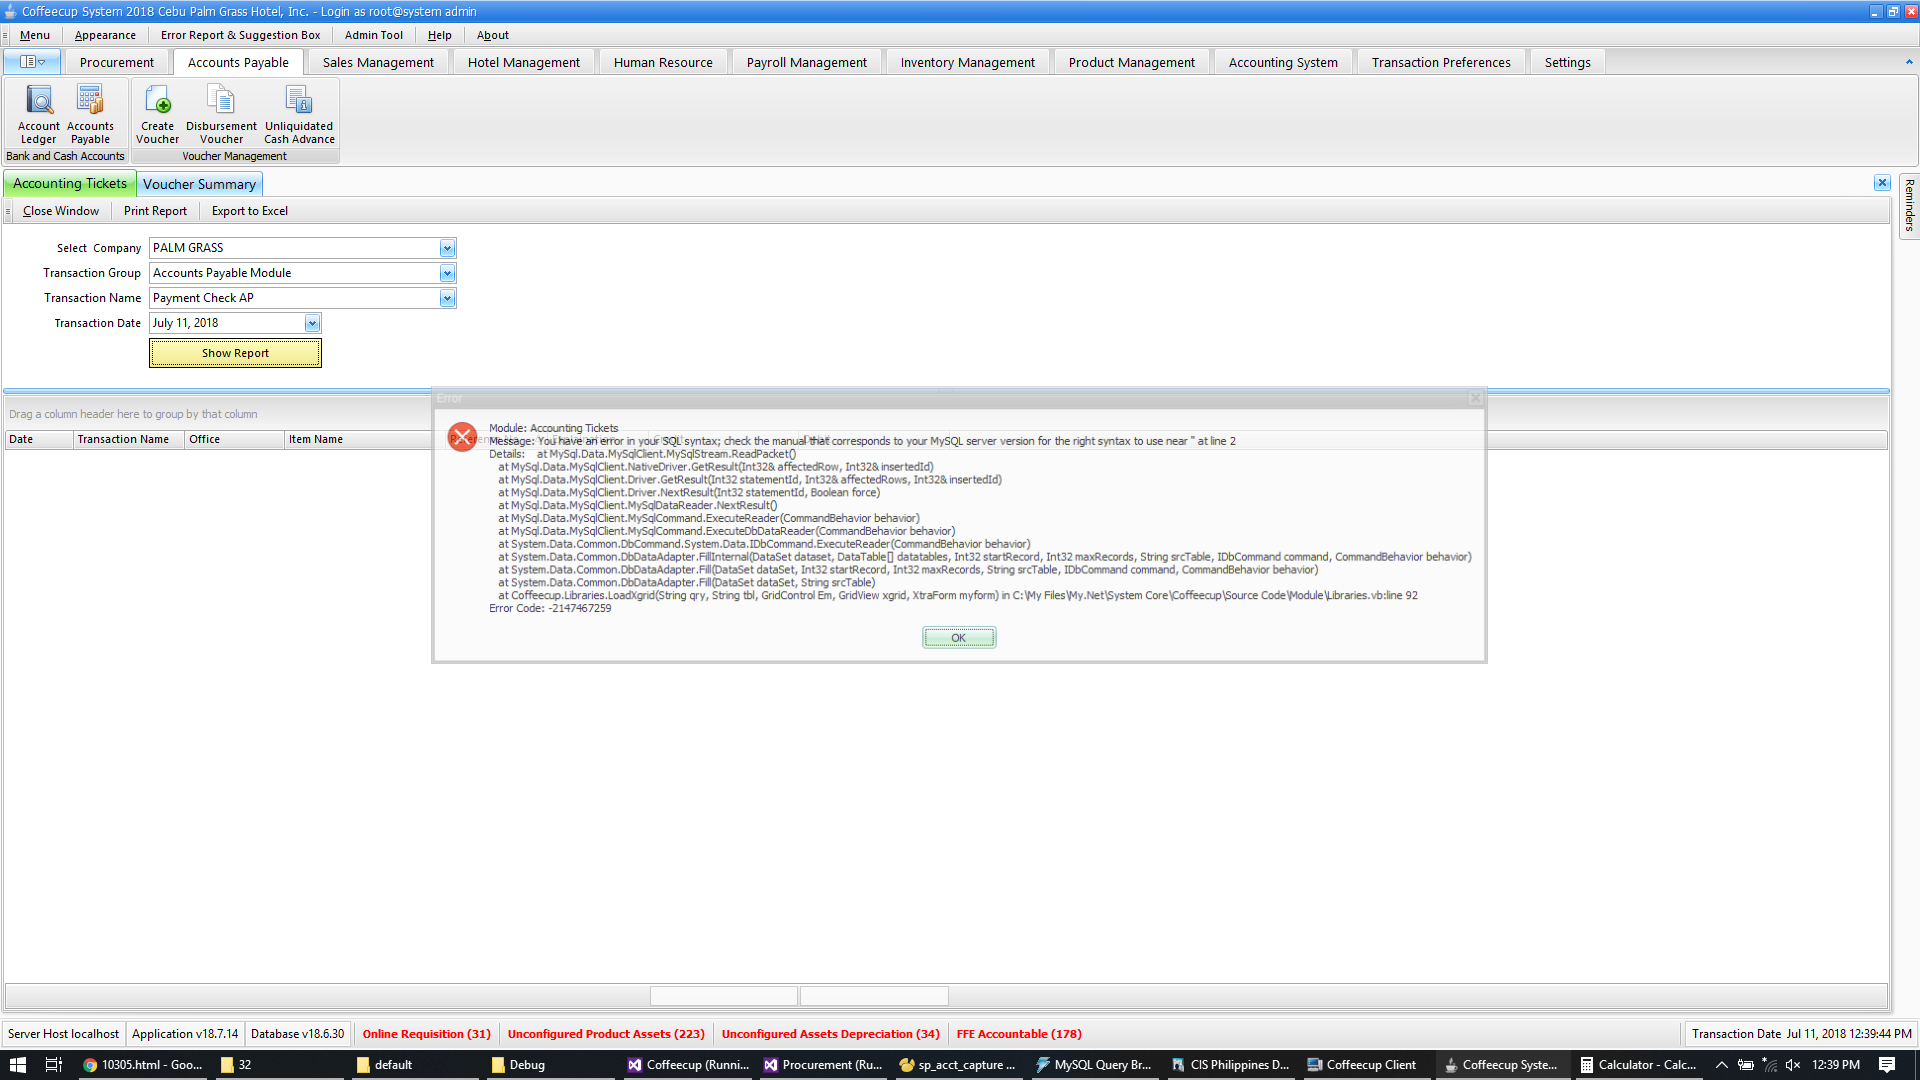 Coffeecup System 2018 Cebu Palm Grass Hotel, Inc. - Login as root@system admin
Menu Appearance Error Report & Suggestion Box Admin Tool Help About
Procurement Accounts Payable Sales Management Hotel Management Human Resource Payroll Management Inventory Management Product Management Accounting System Transaction Preferences Settings
Account Ledger Accounts Payable Create Voucher Disbursement Voucher Unliquidated Cash Advance
Bank and Cash Accounts Voucher Management
Accounting Tickets Voucher Summary
Reminders
Close Window Print Report Export to Excel
Select Company PALM GRASS
Transaction Group Accounts Payable Module
Transaction Name Payment Check AP
Transaction Date July 11, 2018
Show Report
Drag a column header here to group by that column
Date Transaction Name Office Item Name
Error
Module: Accounting Tickets
Message: You have an error in your SQL syntax; check the manual that corresponds to your MySQL server version for the right syntax to use near '' at line 2
Details: at MySql.Data.MySqlClient.MySqlStream.ReadPacket()
at MySql.Data.MySqlClient.NativeDriver.GetResult(Int32& affectedRow, Int32& insertedId)
at MySql.Data.MySqlClient.Driver.GetResult(Int32 statementId, Int32& affectedRows, Int32& insertedId)
at MySql.Data.MySqlClient.Driver.NextResult(Int32 statementId, Boolean force)
at MySql.Data.MySqlClient.MySqlDataReader.NextResult()
at MySql.Data.MySqlClient.MySqlCommand.ExecuteReader(CommandBehavior behavior)
at MySql.Data.MySqlClient.MySqlCommand.ExecuteDbDataReader(CommandBehavior behavior)
at System.Data.Common.DbCommand.System.Data.IDbCommand.ExecuteReader(CommandBehavior behavior)
at System.Data.Common.DbDataAdapter.FillInternal(DataSet dataset, DataTable[] datatables, Int32 startRecord, Int32 maxRecords, String srcTable, IDbCommand command, CommandBehavior behavior)
at System.Data.Common.DbDataAdapter.Fill(DataSet dataSet, Int32 startRecord, Int32 maxRecords, String srcTable, IDbCommand command, CommandBehavior behavior)
at System.Data.Common.DbDataAdapter.Fill(DataSet dataSet, String srcTable)
at Coffeecup.Libraries.LoadXgrid(String qry, String tbl, GridControl Em, GridView xgrid, XtraForm myform) in C:\My Files\My.Net\System Core\Coffeecup\Source Code\Module\Libraries.vb:line 92
Error Code: -2147467259
OK
Server Host localhost Application v18.7.14 Database v18.6.30 Online Requisition (31) Unconfigured Product Assets (223) Unconfigured Assets Depreciation (34) FFE Accountable (178) Transaction Date Jul 11, 2018 12:39:44 PM
10305.html - Goo... 32 default Debug Coffeecup (Runni... Procurement (Ru... sp_acct_capture ... MySQL Query Br... CIS Philippines D... Coffeecup Client Coffeecup Syste... Calculator - Calc... 12:39 PM